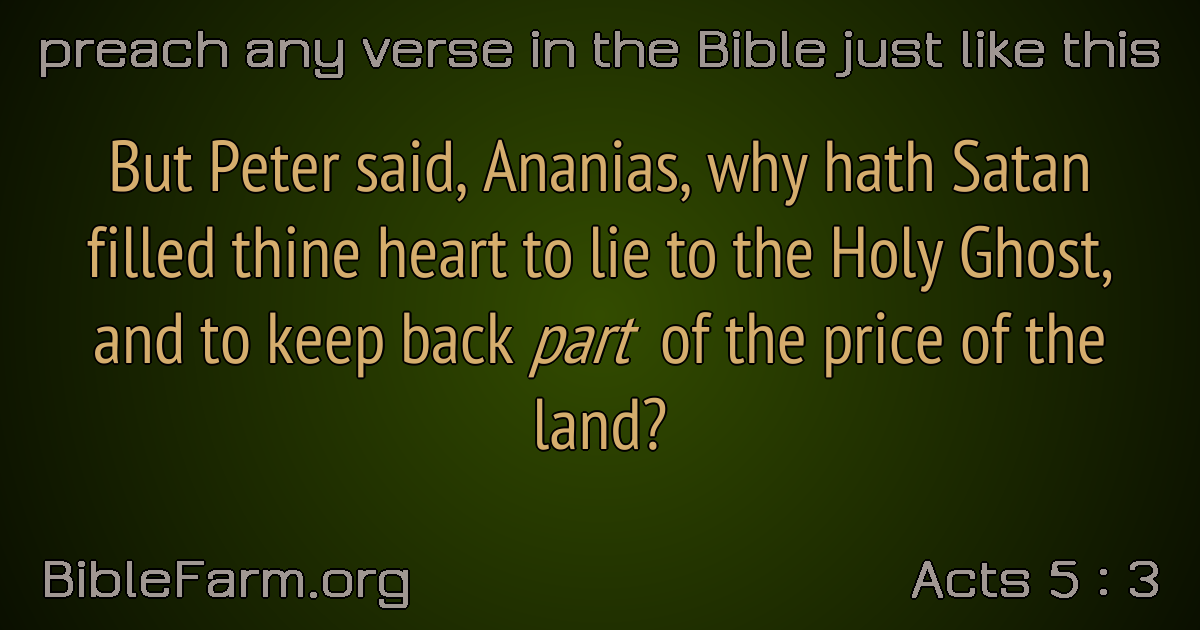 preach any verse in the Bible just like this
But Peter said, Ananias, why hath Satan
filled thine heart to lie to the Holy Ghost,
and to keep back part of the price of the
land?
BibleFarm.org
Acts 5 : 3